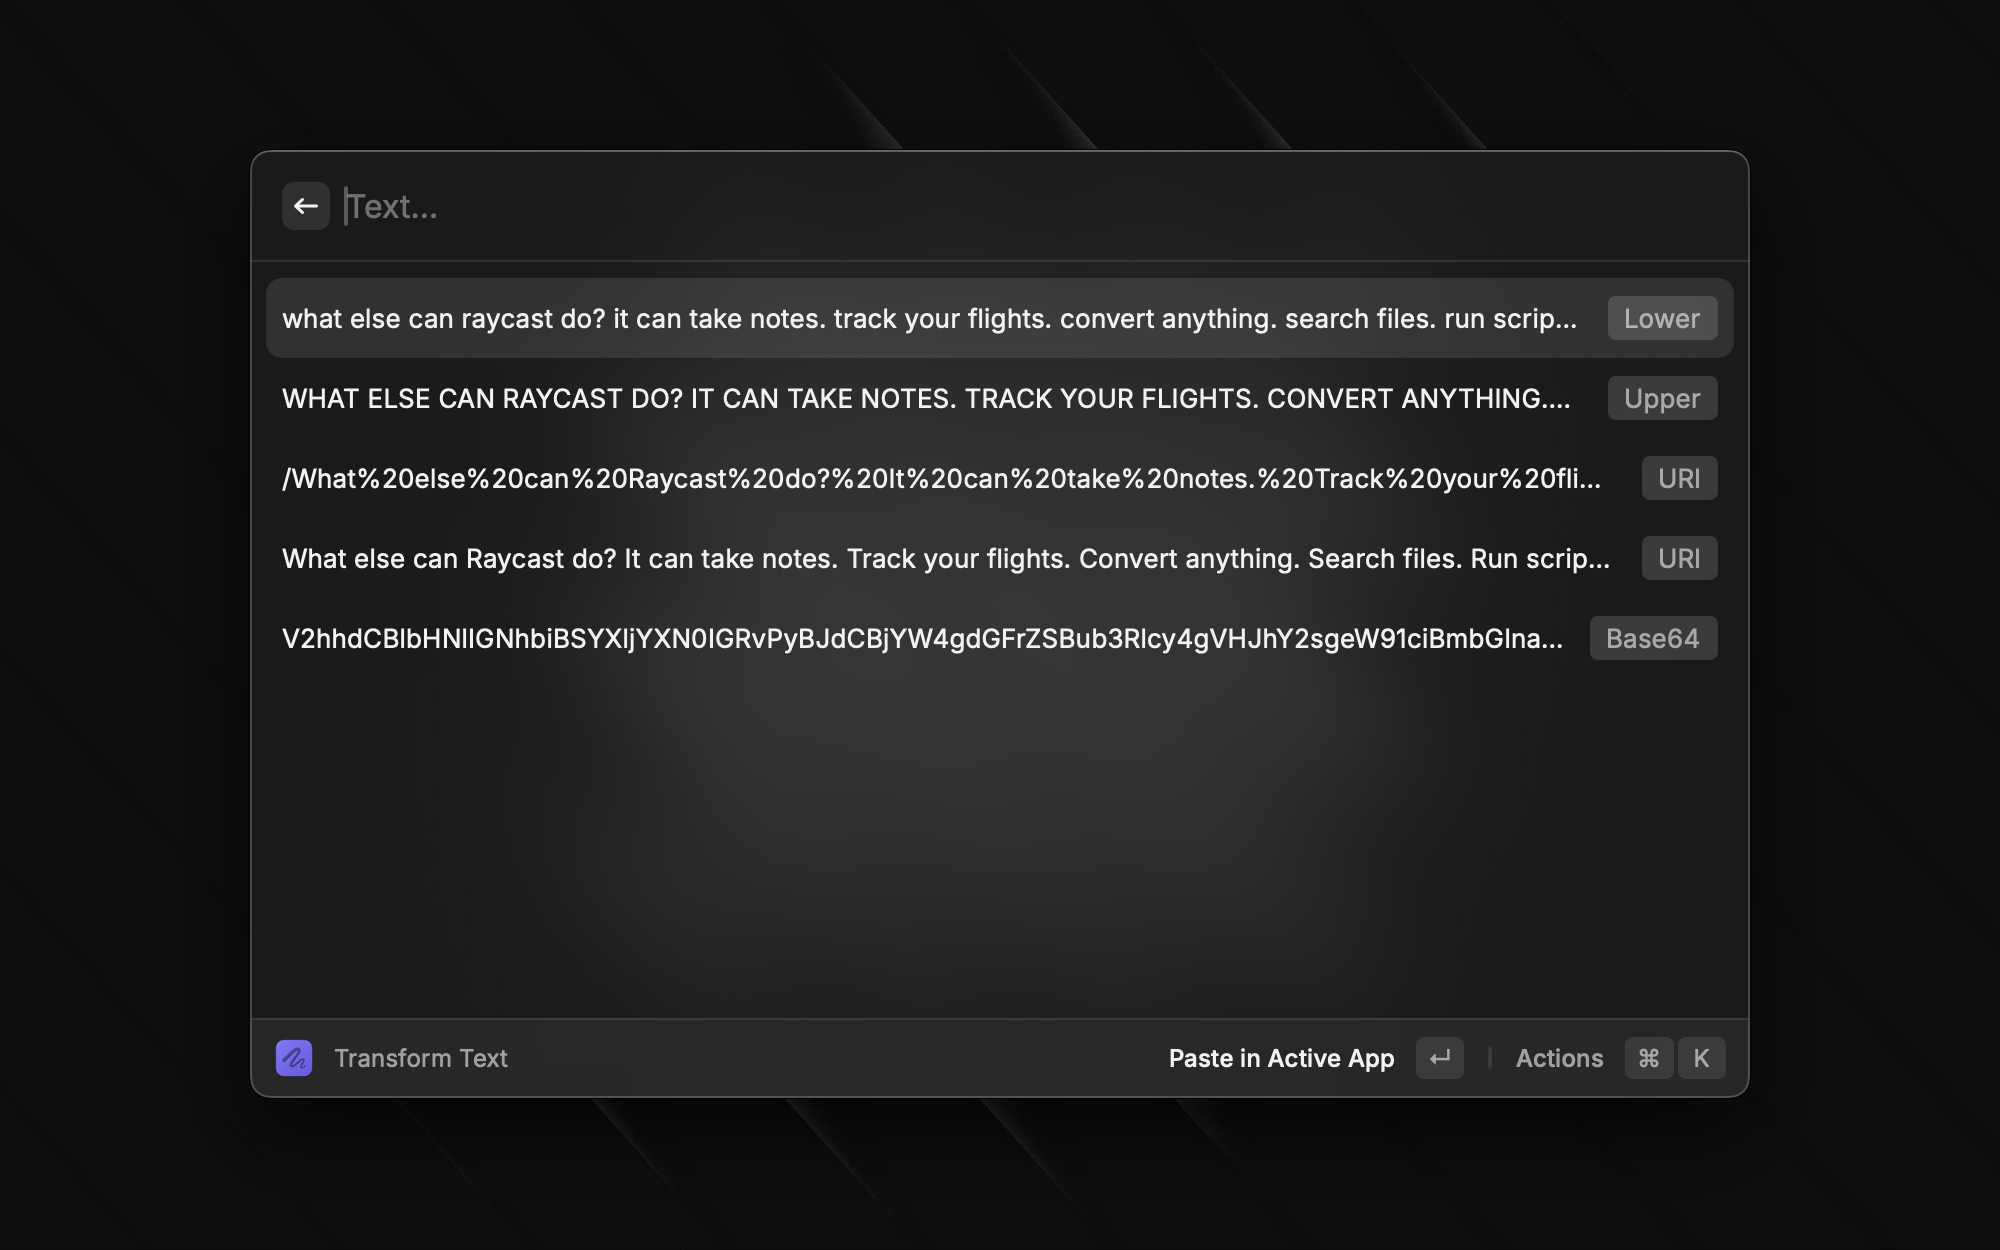 Text...
what else can raycast do? it can take notes. track your flights. convert anything. search files. run scrip... Lower
WHAT ELSE CAN RAYCAST DO? IT CAN TAKE NOTES. TRACK YOUR FLIGHTS. CONVERT ANYTHING.... Upper
/What%20else%20can%20Raycast%20do?%20It%20can%20take%20notes.%20Track%20your%20fli... URI
What else can Raycast do? It can take notes. Track your flights. Convert anything. Search files. Run scrip... URI
V2hhdCBlbHNlIGNhbiBSYXljYXN0IGRvPyBJdCBjYW4gdGFrZSBub3Rlcy4gVHJhY2sgeW91ciBmbGlna... Base64
Transform Text Paste in Active App ↵ Actions ⌘ K